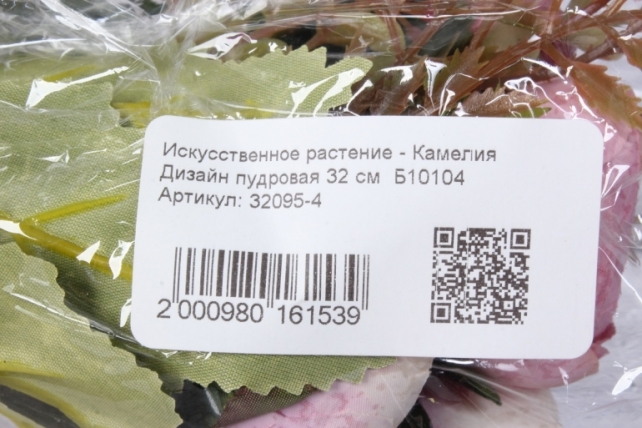 Искусственное растение - Камелия
Дизайн пудровая 32 см Б10104
Артикул: 32095-4
2 000980 161539